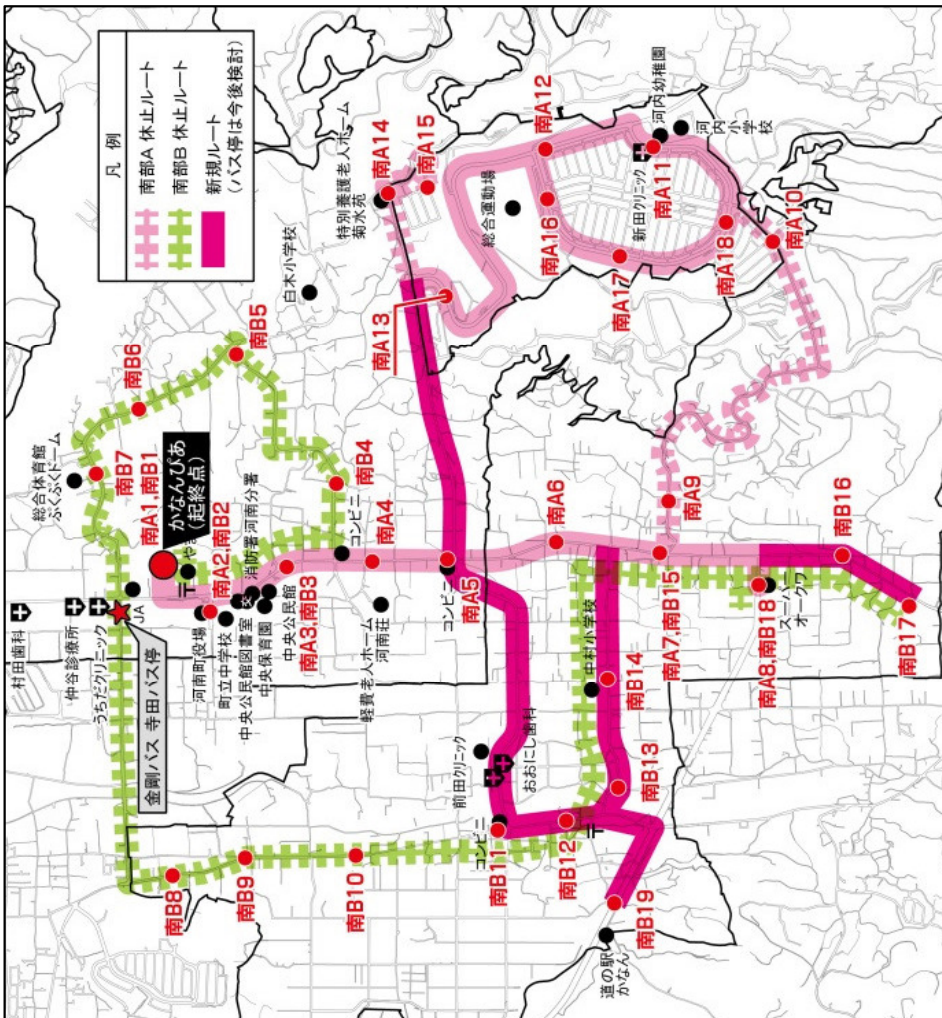 凡 例
南部A 休止ルート
南部B 休止ルート
新規ルート
(バス停は今後検討)
村田歯科
仲谷診療所
うちだクリニック
JA
金剛バス 寺田バス停
総合体育館
ぷくぷくドーム
南B7
南B6
南B5
南A1,南B1
かなんぴあ
(起終点)
〒
や
南A2,南B2
河南町役場
町立中学校
交
消防署河南分署
中央公民館図書室
中央保育園
中央公民館
南A3,南B3
コンビニ
南B4
南A4
軽費老人ホーム
河南荘
コンビニ
南A5
白木小学校
特別養護老人ホーム
菊水苑
南A14
南A15
南A13
総合運動場
南A12
南A16
南A17
新田クリニック
南A11
河内幼稚園
河内小学校
南A18
南A10
南A6
南A9
中村小学校
南A7,南B15
南B14
南B13
南A8,南B18
スーパー
オークワ
南B16
南B17
前田クリニック
おおにし歯科
コンビニ
南B11
南B12
〒
南B10
南B9
南B8
南B19
道の駅
かなん